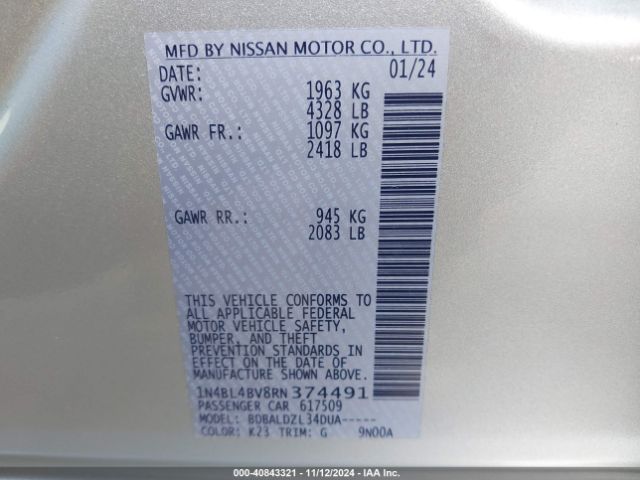 MFD BY NISSAN MOTOR CO., LTD.
DATE: 01/24
GVWR: 1963 KG
4328 LB
GAWR FR.: 1097 KG
2418 LB
GAWR RR.: 945 KG
2083 LB
THIS VEHICLE CONFORMS TO
ALL APPLICABLE FEDERAL
MOTOR VEHICLE SAFETY,
BUMPER, AND THEFT
PREVENTION STANDARDS IN
EFFECT ON THE DATE OF
MANUFACTURE SHOWN ABOVE.
1N4BL4BV8RN374491
PASSENGER CAR 617509
MODEL: BDBALDZL34DUA-----
COLOR: K23 TRIM: G 9N00A
000-40843321 - 11/12/2024 - IAA Inc.